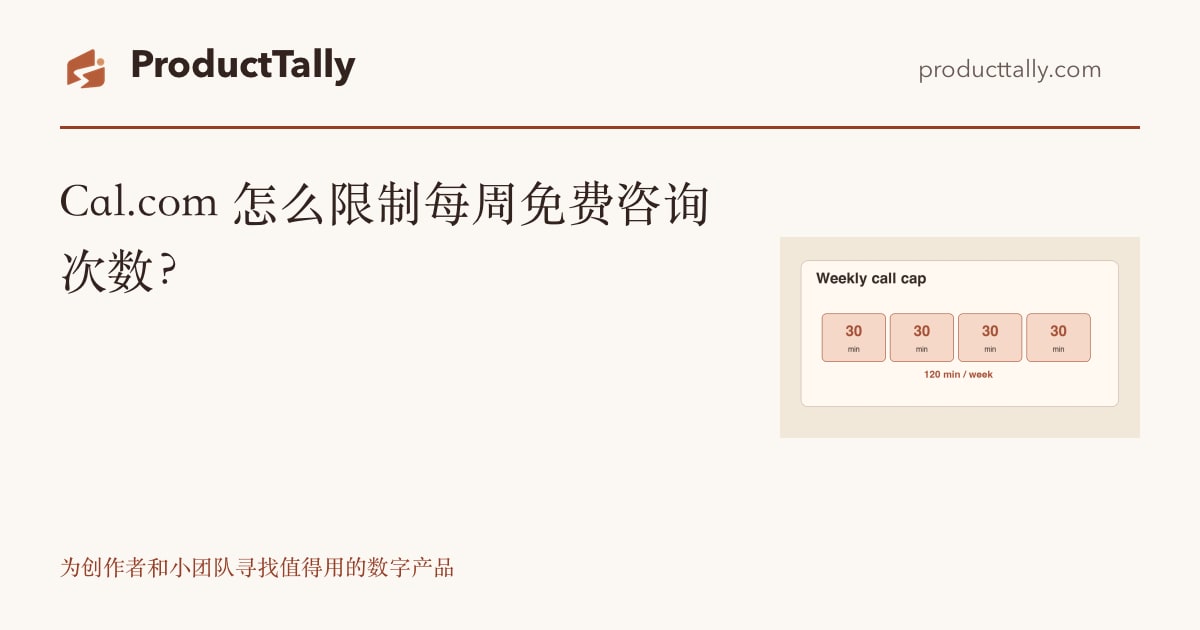 ProductTally
producttally.com
Cal.com 怎么限制每周免费咨询
次数?
Weekly call cap
30
30
30
30
min
min
min
min
120 min / week
为创作者和小团队寻找值得用的数字产品